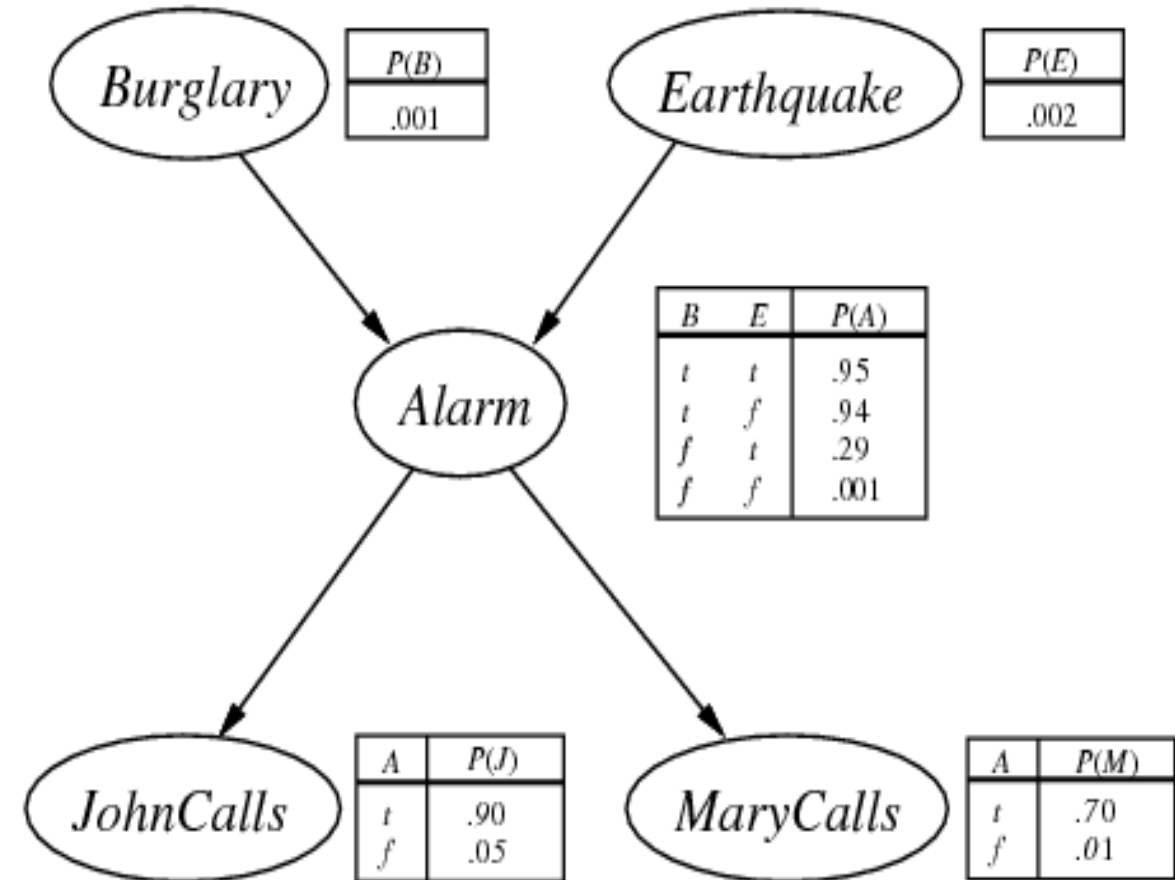 Burglary
P(B)
.001
Earthquake
P(E)
.002
B E P(A)
t t .95
t f .94
f t .29
f f .001
Alarm
JohnCalls
A P(J)
t .90
f .05
MaryCalls
A P(M)
t .70
f .01